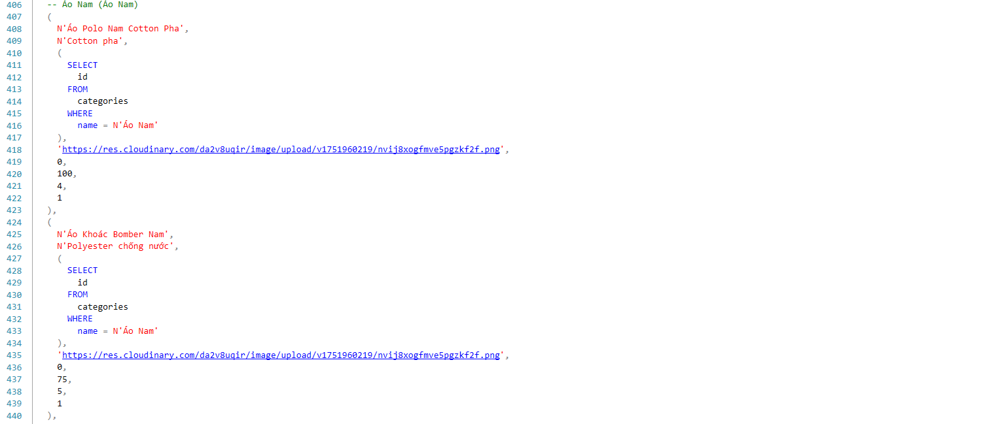 406 -- Áo Nam (Áo Nam)
407 (
408 N'Áo Polo Nam Cotton Pha',
409 N'Cotton pha',
410 (
411 SELECT
412 id
413 FROM
414 categories
415 WHERE
416 name = N'Áo Nam'
417 ),
418 'https://res.cloudinary.com/da2v8uqir/image/upload/v1751960219/nvij8xogfmve5pgzkf2f.png',
419 0,
420 100,
421 4,
422 1
423 ),
424 (
425 N'Áo Khoác Bomber Nam',
426 N'Polyester chống nước',
427 (
428 SELECT
429 id
430 FROM
431 categories
432 WHERE
433 name = N'Áo Nam'
434 ),
435 'https://res.cloudinary.com/da2v8uqir/image/upload/v1751960219/nvij8xogfmve5pgzkf2f.png',
436 0,
437 75,
438 5,
439 1
440 ),